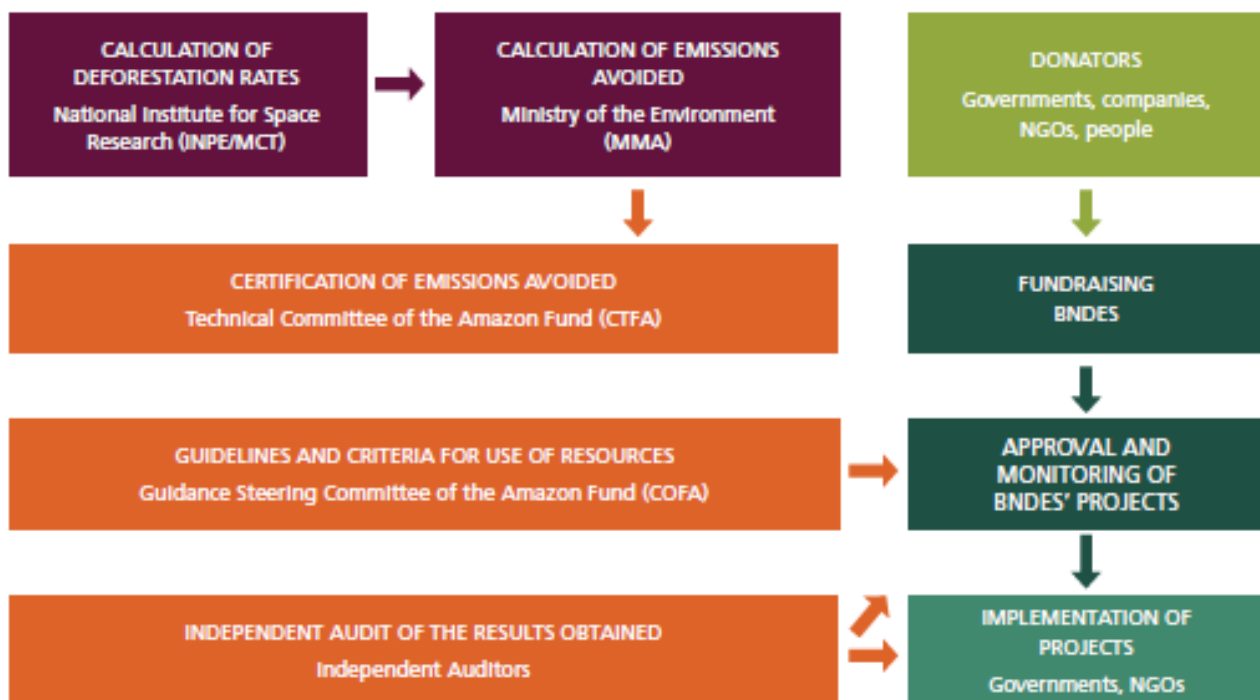 CALCULATION OF
DEFORESTATION RATES
National Institute for Space
Research (INPE/MCT)
CALCULATION OF EMISSIONS
AVOIDED
Ministry of the Environment
(MMA)
DONATORS
Governments, companies,
NGOs, people
CERTIFICATION OF EMISSIONS AVOIDED
Technical Committee of the Amazon Fund (CTFA)
FUNDRAISING
BNDES
GUIDELINES AND CRITERIA FOR USE OF RESOURCES
Guidance Steering Committee of the Amazon Fund (COFA)
APPROVAL AND
MONITORING OF
BNDES’ PROJECTS
INDEPENDENT AUDIT OF THE RESULTS OBTAINED
Independent Auditors
IMPLEMENTATION OF
PROJECTS
Governments, NGOs